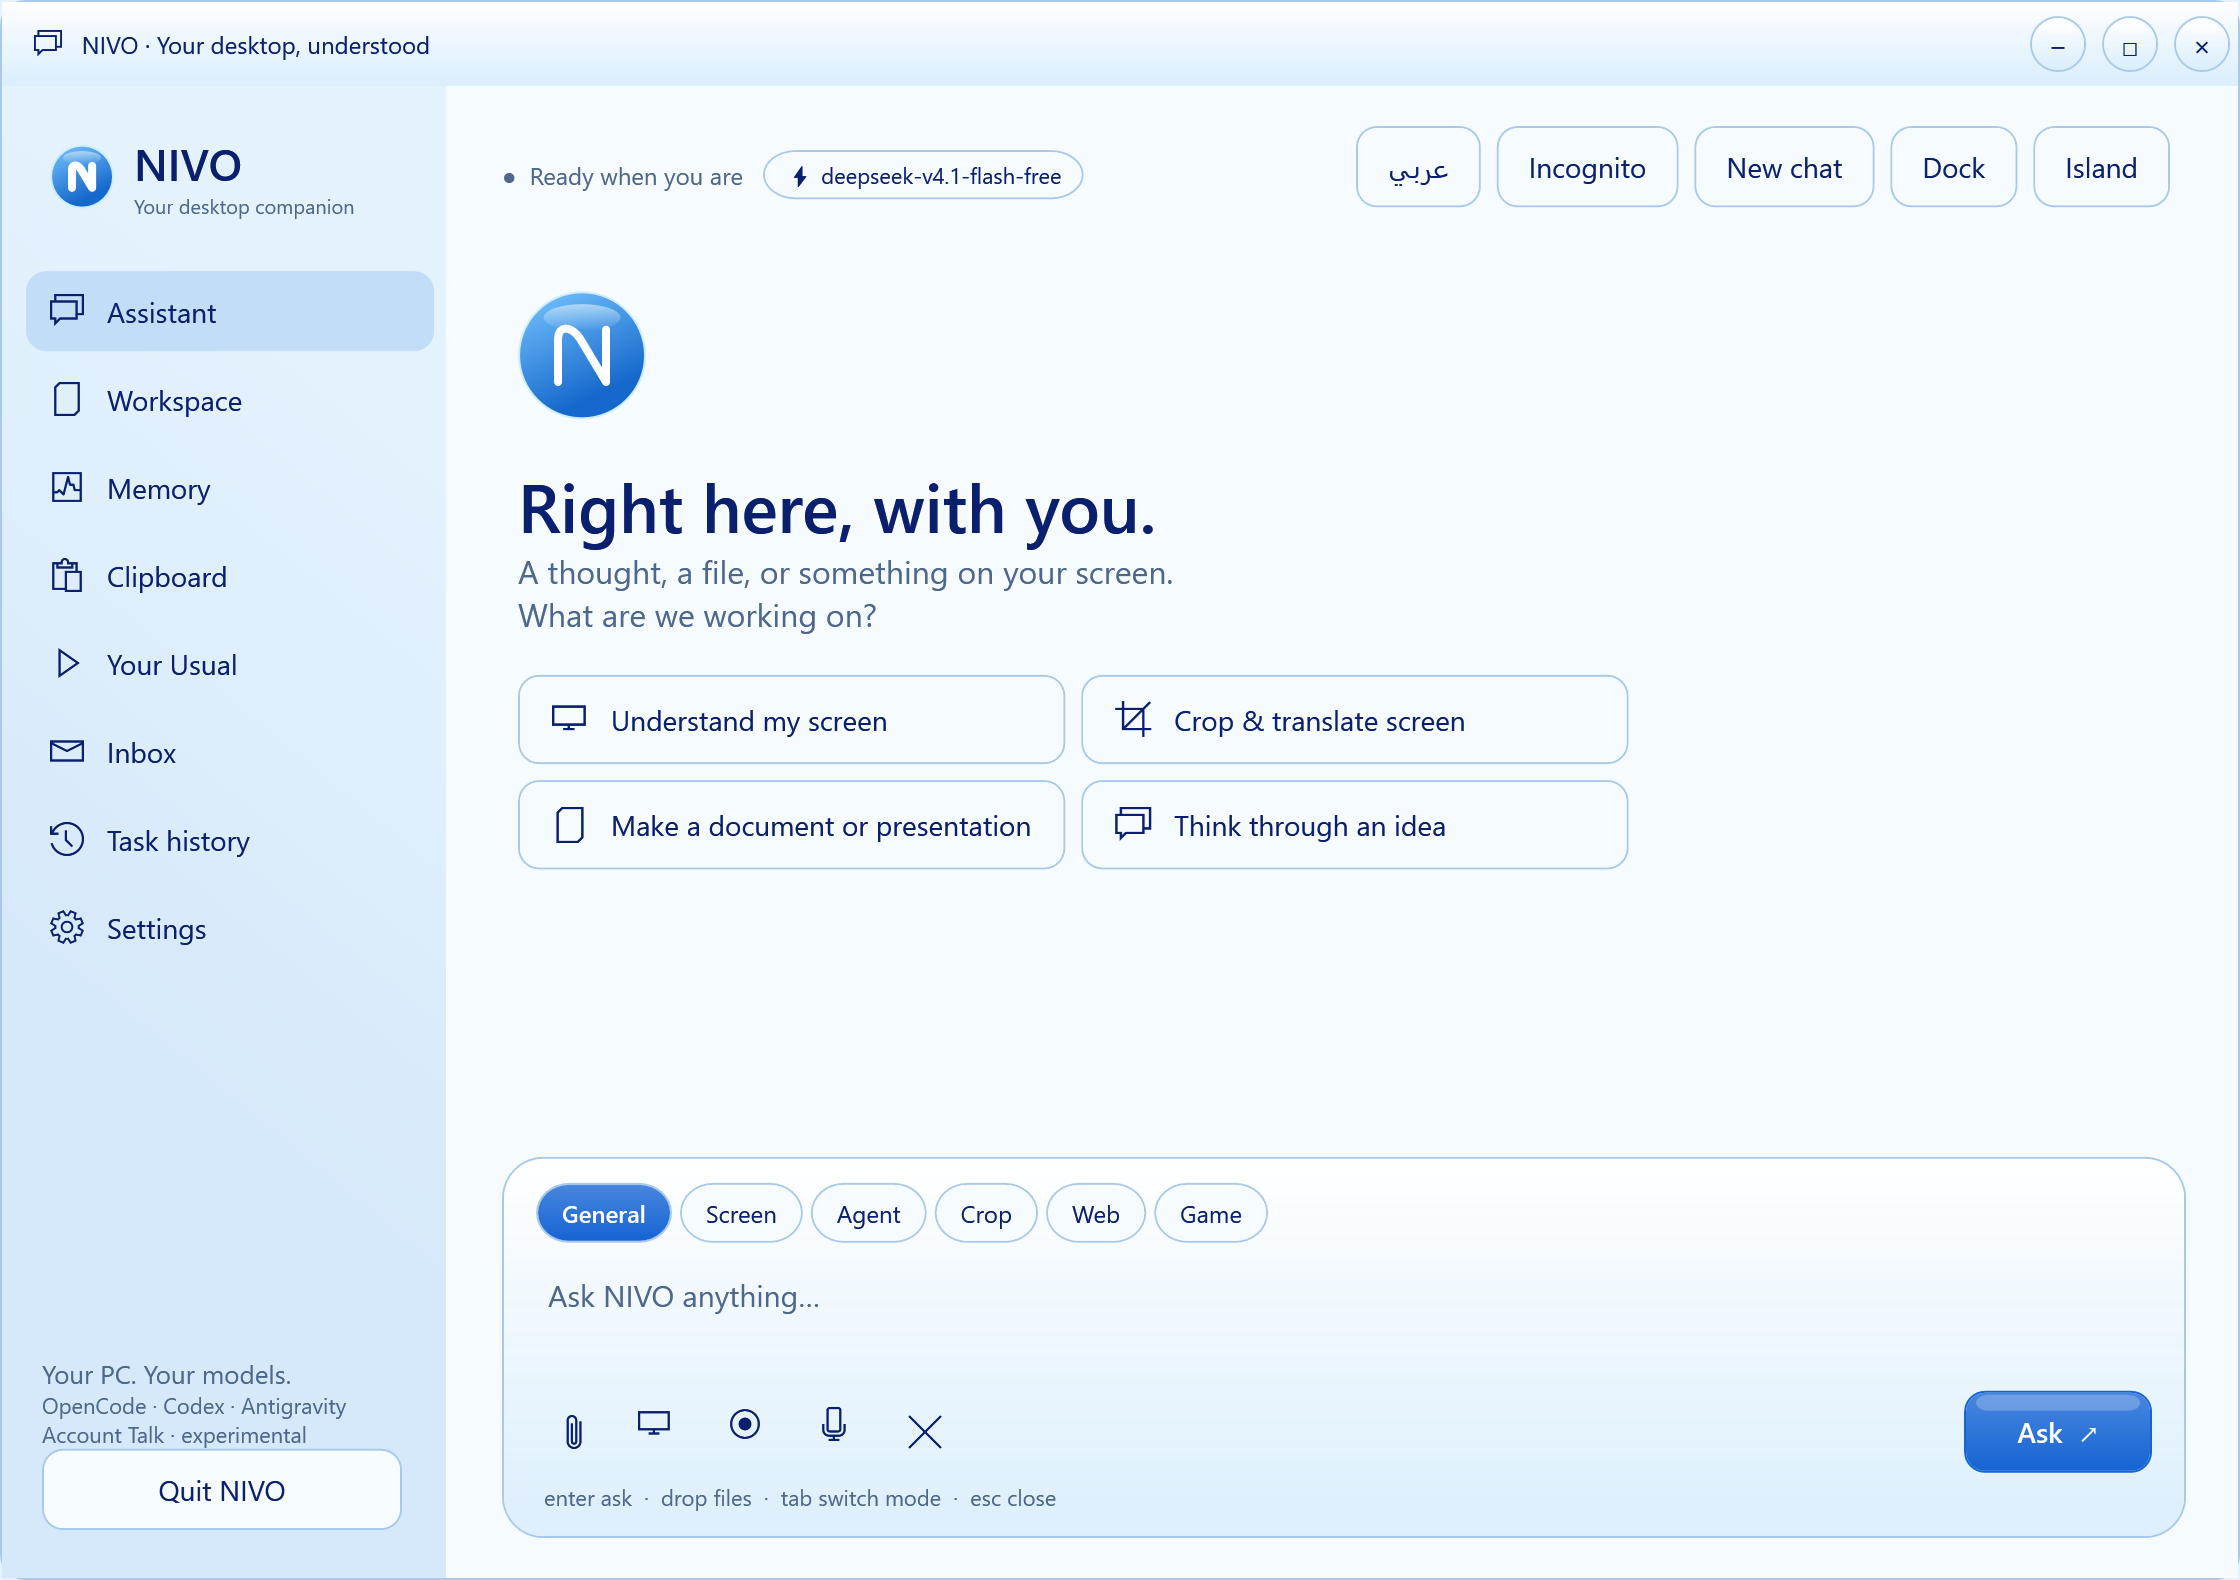 NIVO · Your desktop, understood
NIVO
Your desktop companion
Assistant
Workspace
Memory
Clipboard
Your Usual
Inbox
Task history
Settings
Your PC. Your models.
OpenCode · Codex · Antigravity
Account Talk · experimental
Quit NIVO
Ready when you are
deepseek-v4.1-flash-free
عربي
Incognito
New chat
Dock
Island
N
Right here, with you.
A thought, a file, or something on your screen.
What are we working on?
Understand my screen
Crop & translate screen
Make a document or presentation
Think through an idea
General
Screen
Agent
Crop
Web
Game
Ask NIVO anything...
Ask ↗
enter ask · drop files · tab switch mode · esc close